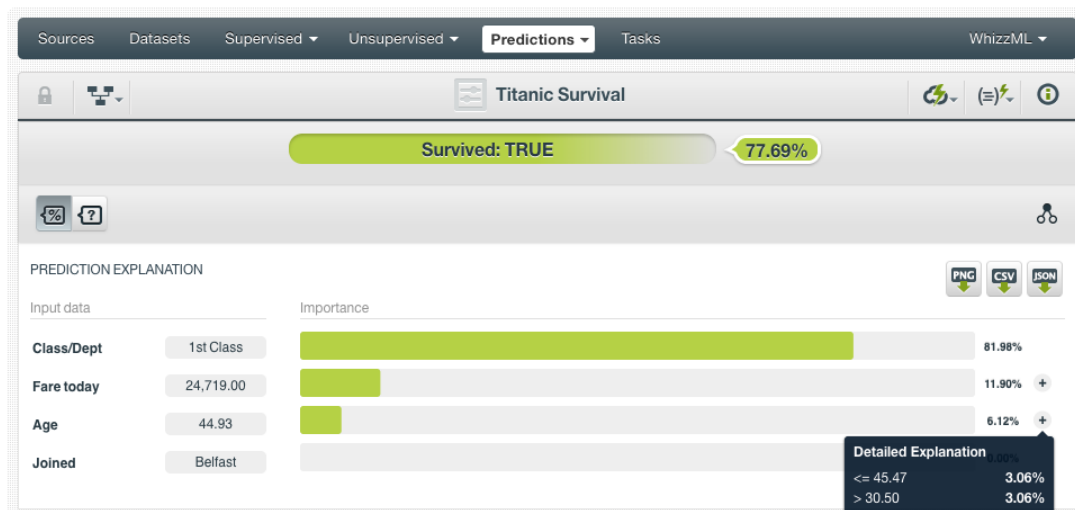 Sources Datasets Supervised Unsupervised Predictions Tasks WhizzML
Titanic Survival
Survived: TRUE 77.69%
PREDICTION EXPLANATION
PNG CSV JSON
Input data Importance
Class/Dept 1st Class 81.98%
Fare today 24,719.00 11.90% +
Age 44.93 6.12% +
Joined Belfast 0.00%
Detailed Explanation
<= 45.47 3.06%
> 30.50 3.06%